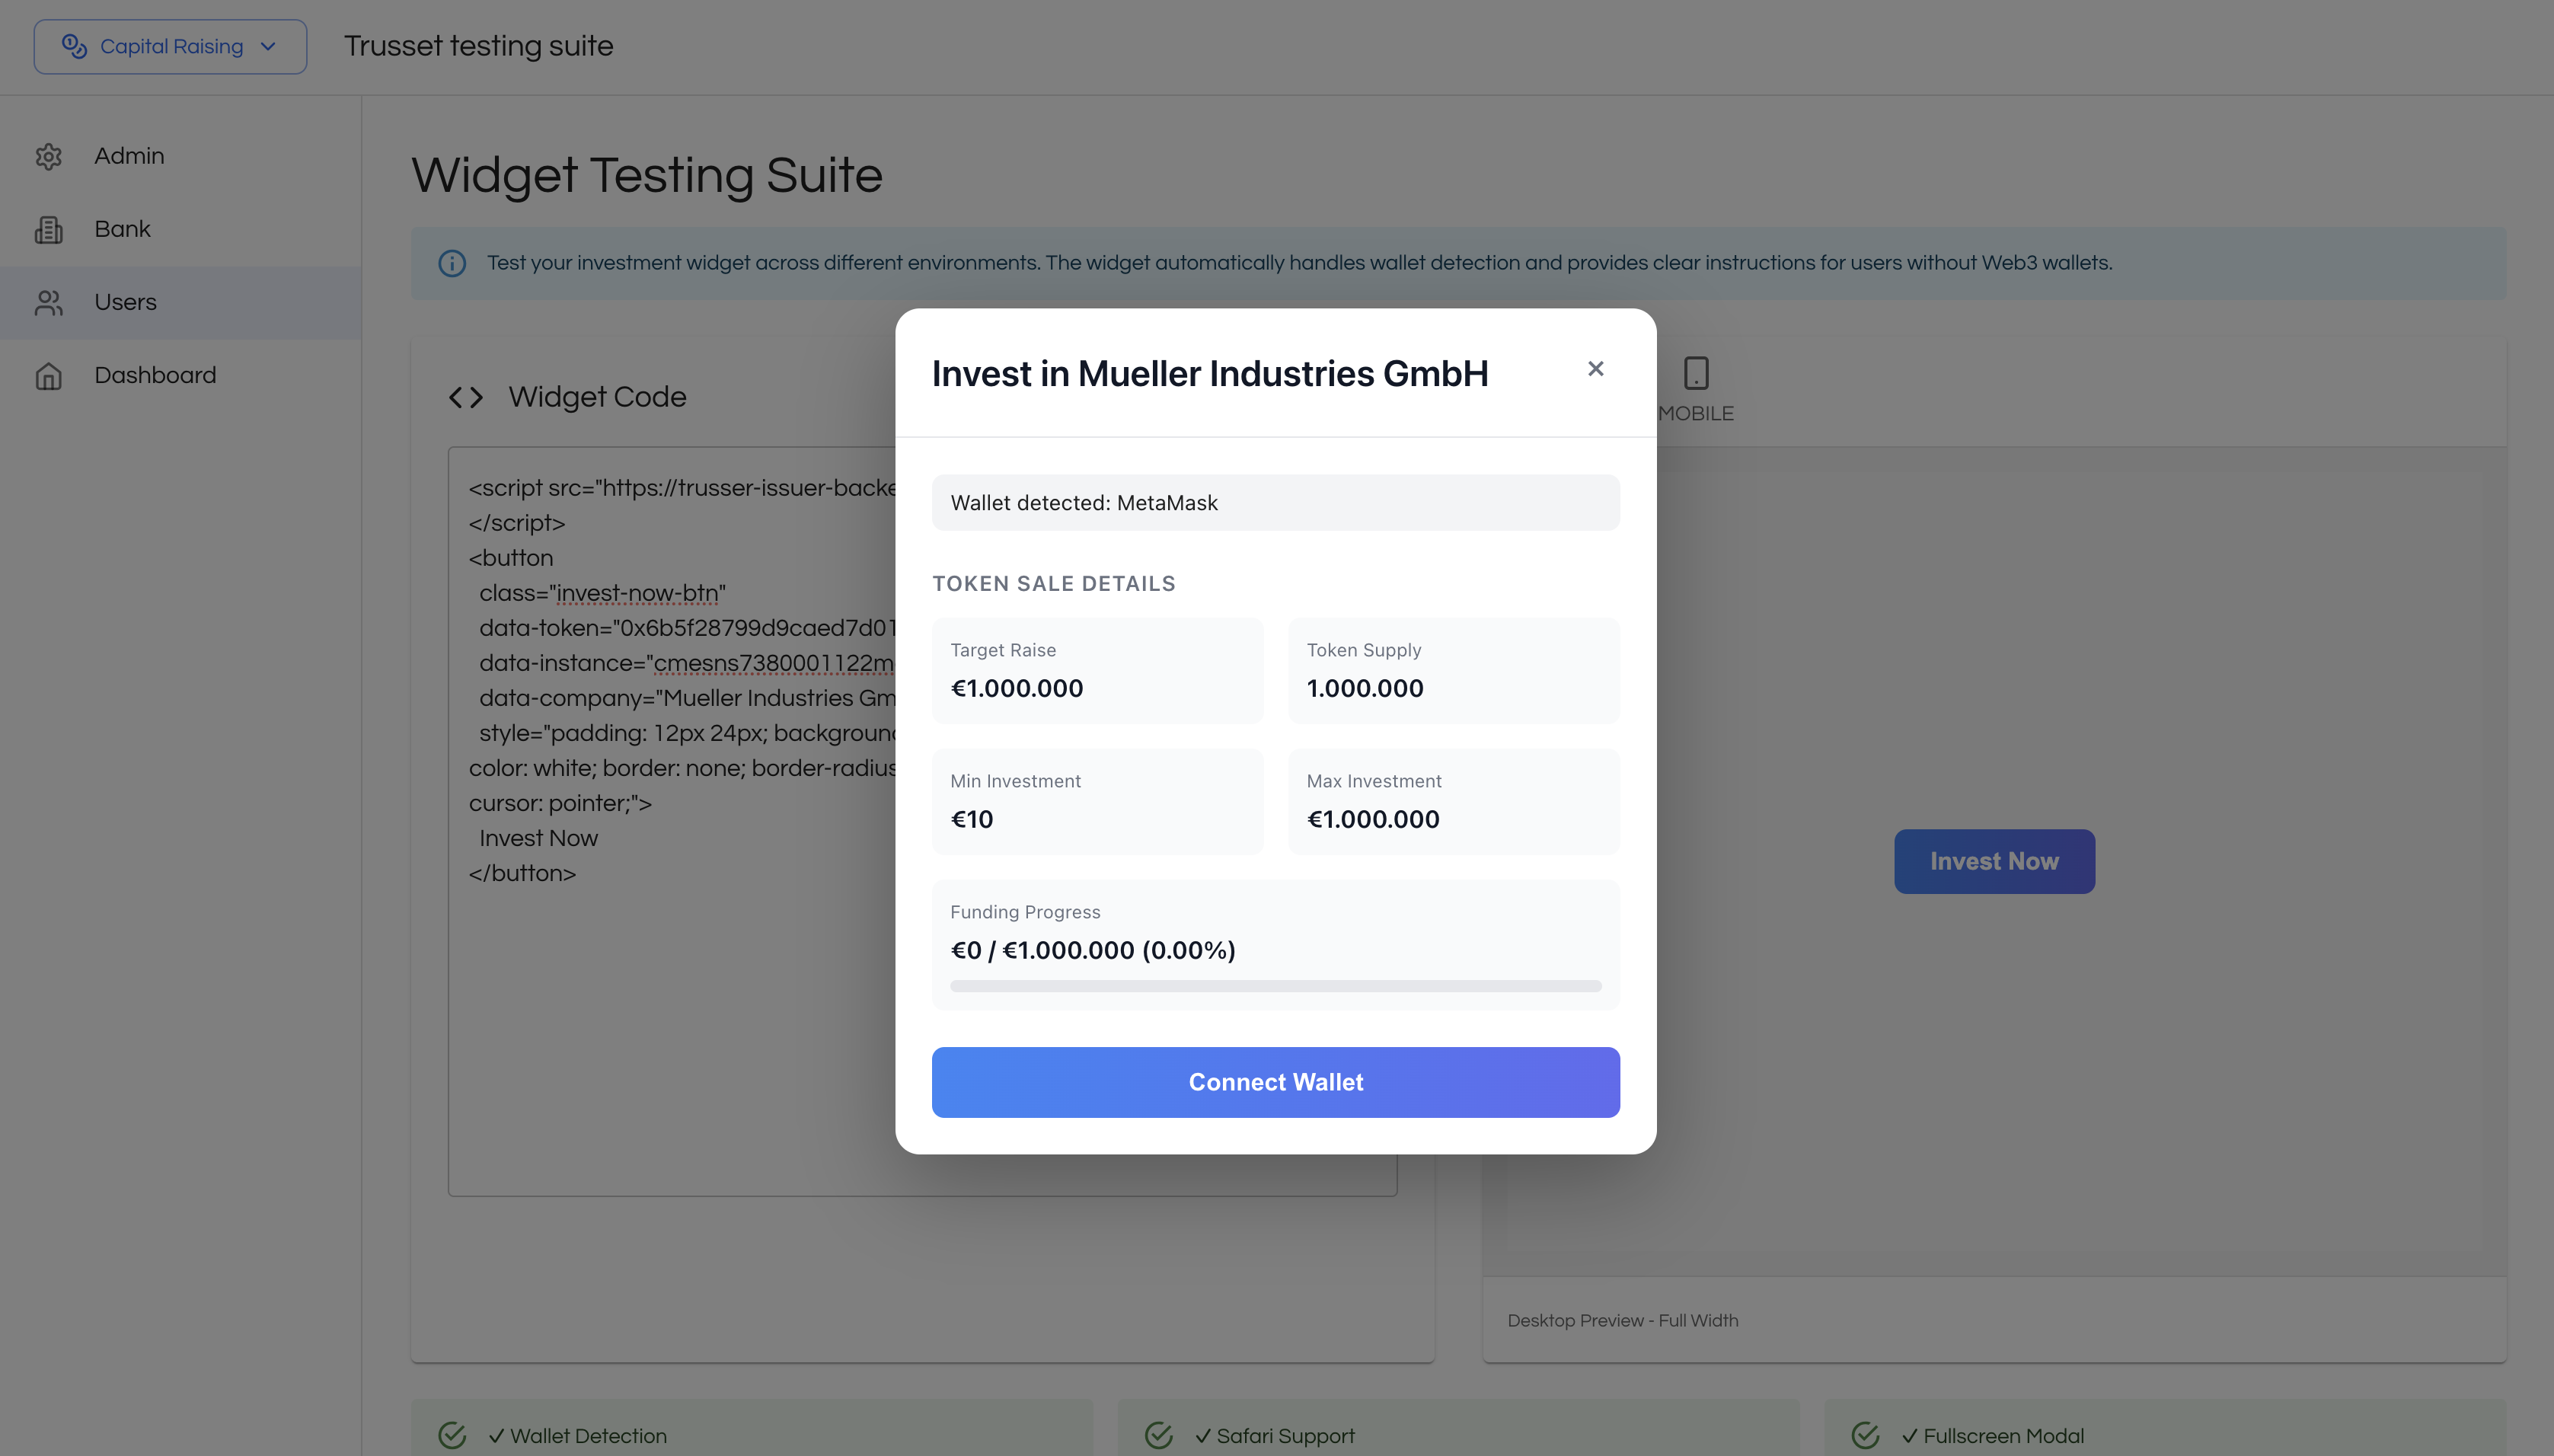 Capital Raising
Trusset testing suite
Admin
Bank
Users
Dashboard
Widget Testing Suite
Test your investment widget across different environments. The widget automatically handles wallet detection and provides clear instructions for users without Web3 wallets.
Widget Code
<script src="https://trusser-issuer-backe
</script>
<button
class="invest-now-btn"
data-token="0x6b5f28799d9caed7d01
data-instance="cmesns7380001122m
data-company="Mueller Industries Gm
style="padding: 12px 24px; background
color: white; border: none; border-radius
cursor: pointer;">
Invest Now
</button>
Invest in Mueller Industries GmbH
Wallet detected: MetaMask
TOKEN SALE DETAILS
Target Raise
€1.000.000
Token Supply
1.000.000
Min Investment
€10
Max Investment
€1.000.000
Funding Progress
€0 / €1.000.000 (0.00%)
Connect Wallet
MOBILE
Invest Now
Desktop Preview - Full Width
✓ Wallet Detection
✓ Safari Support
✓ Fullscreen Modal